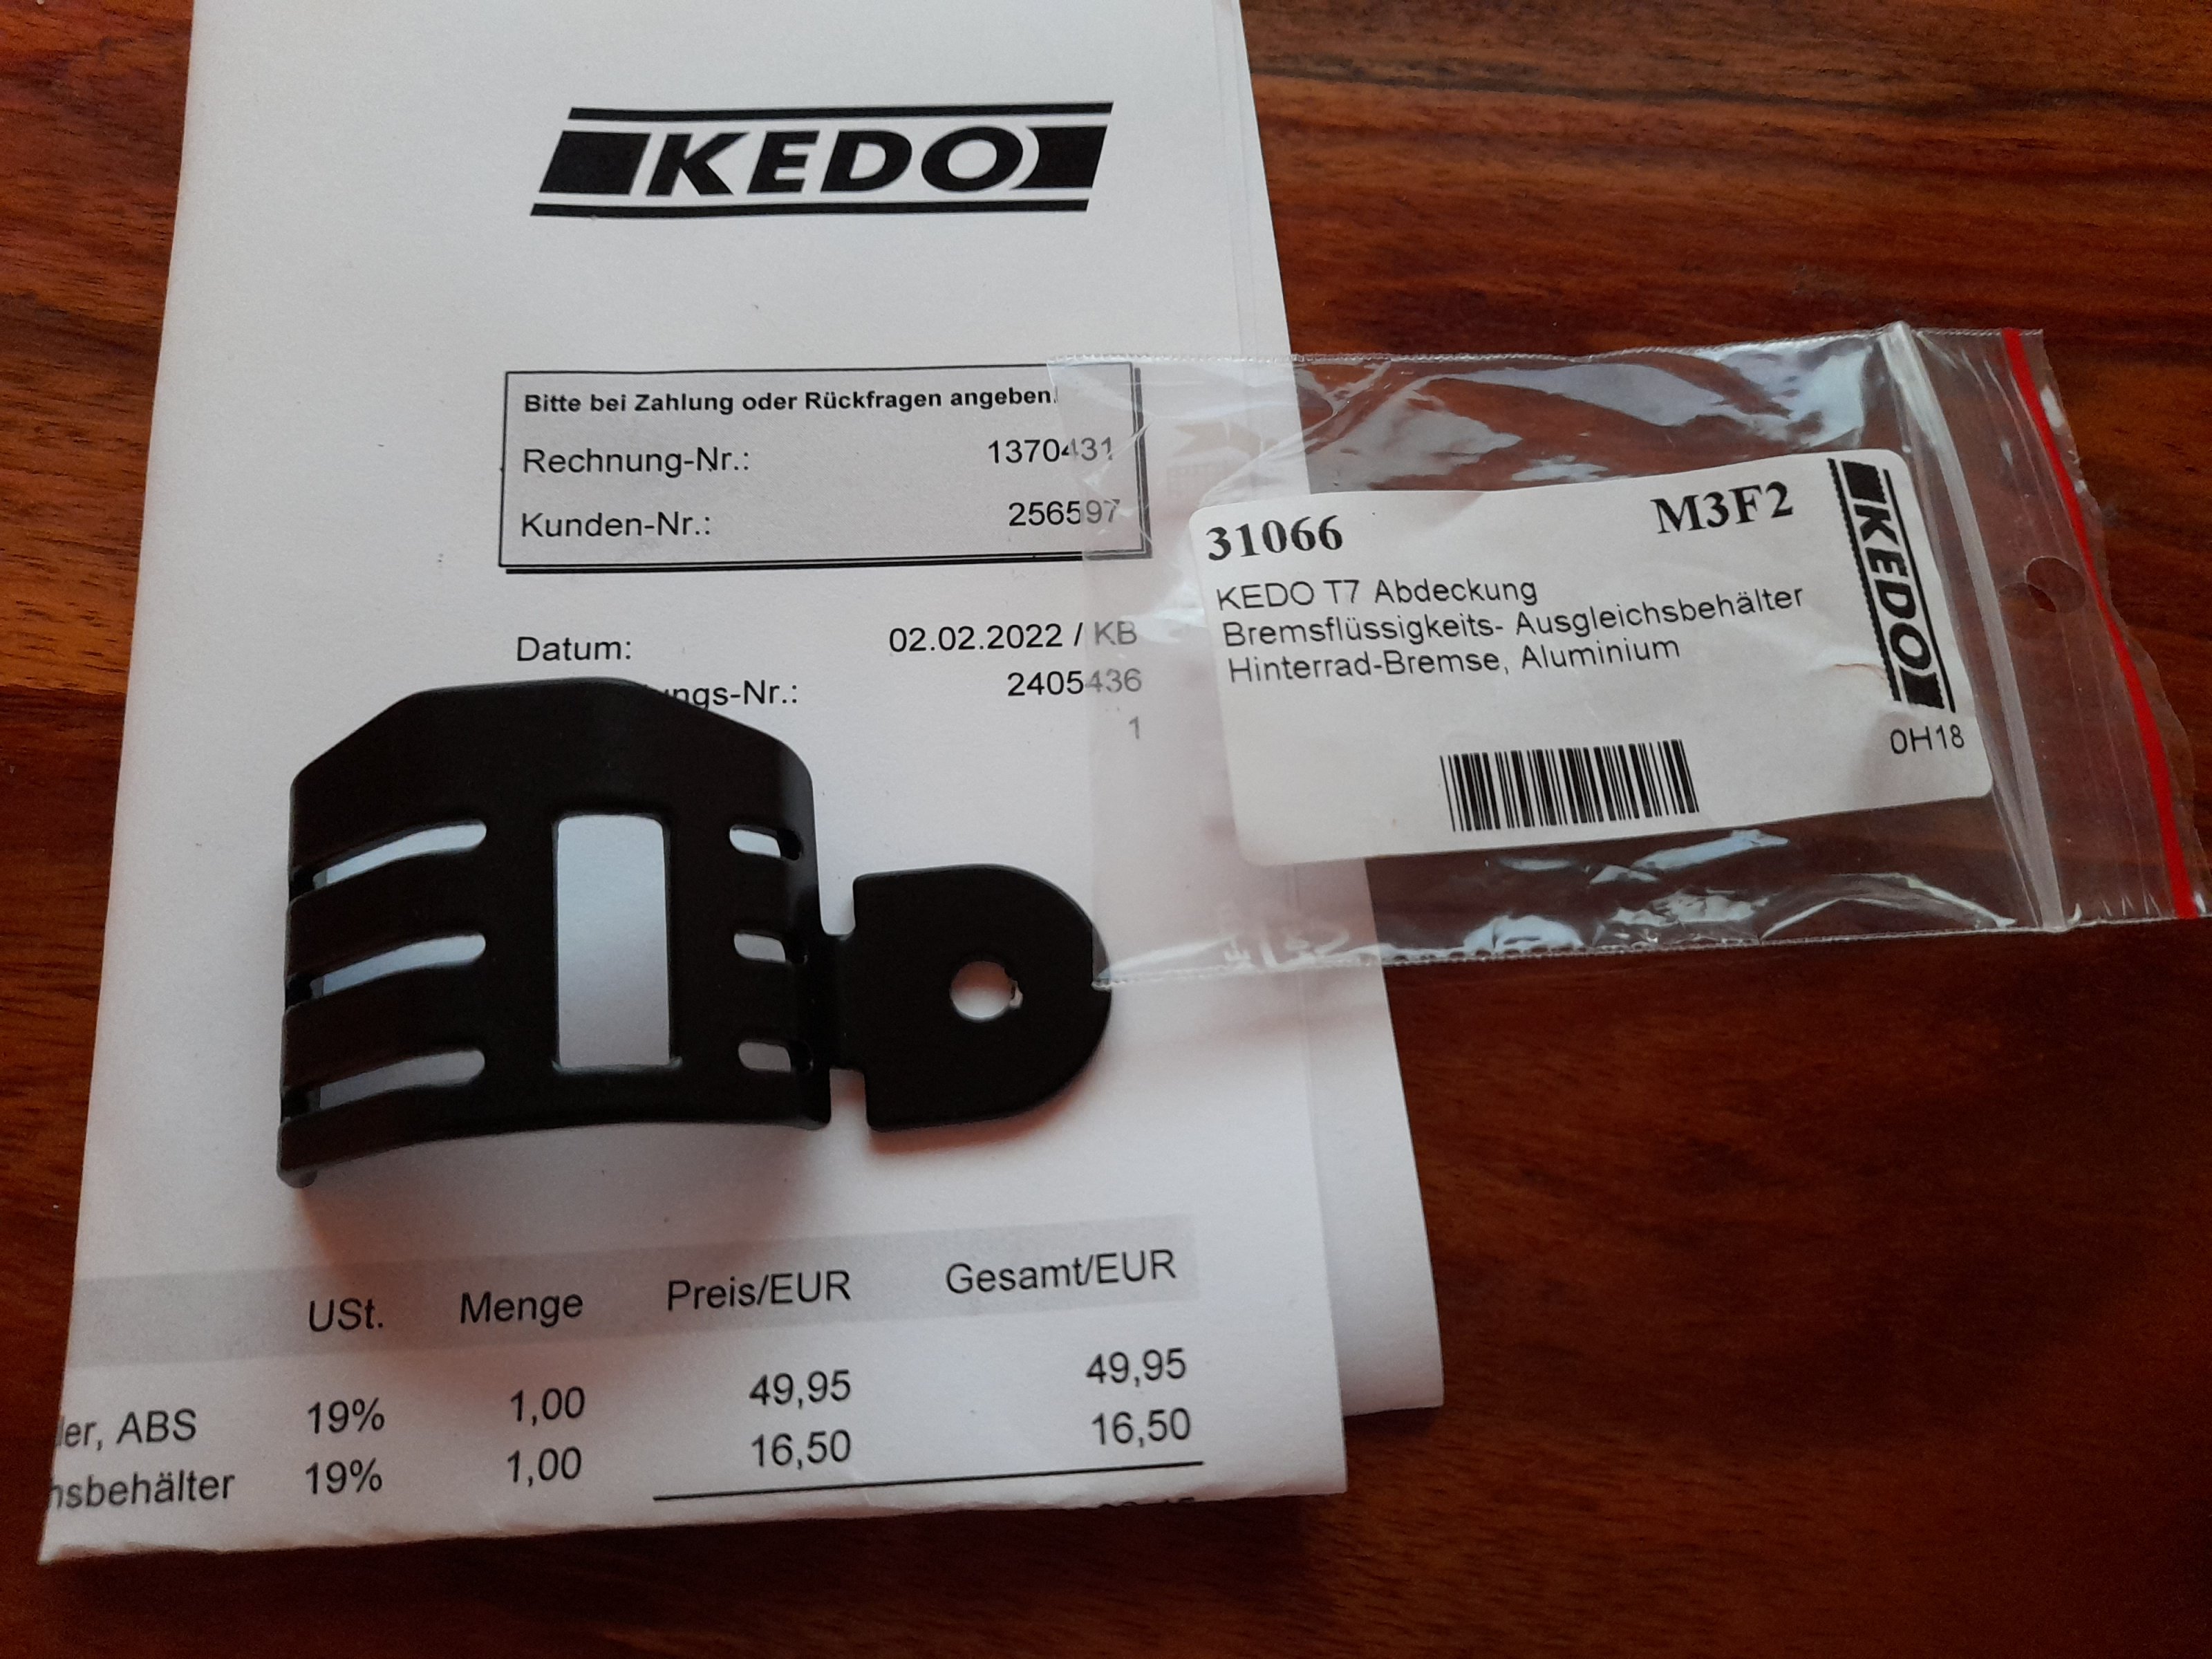 KEDO
Bitte bei Zahlung oder Rückfragen angeben.
Rechnung-Nr.: 1370431
Kunden-Nr.: 256597
Datum: 02.02.2022 / KB
ngs-Nr.: 2405436
1
31066 M3F2
KEDO T7 Abdeckung
Bremsflüssigkeits- Ausgleichsbehälter
Hinterrad-Bremse, Aluminium
KEDO
0H18
USt. Menge Preis/EUR Gesamt/EUR
ler, ABS 19% 1,00 49,95 49,95
hsbehälter 19% 1,00 16,50 16,50